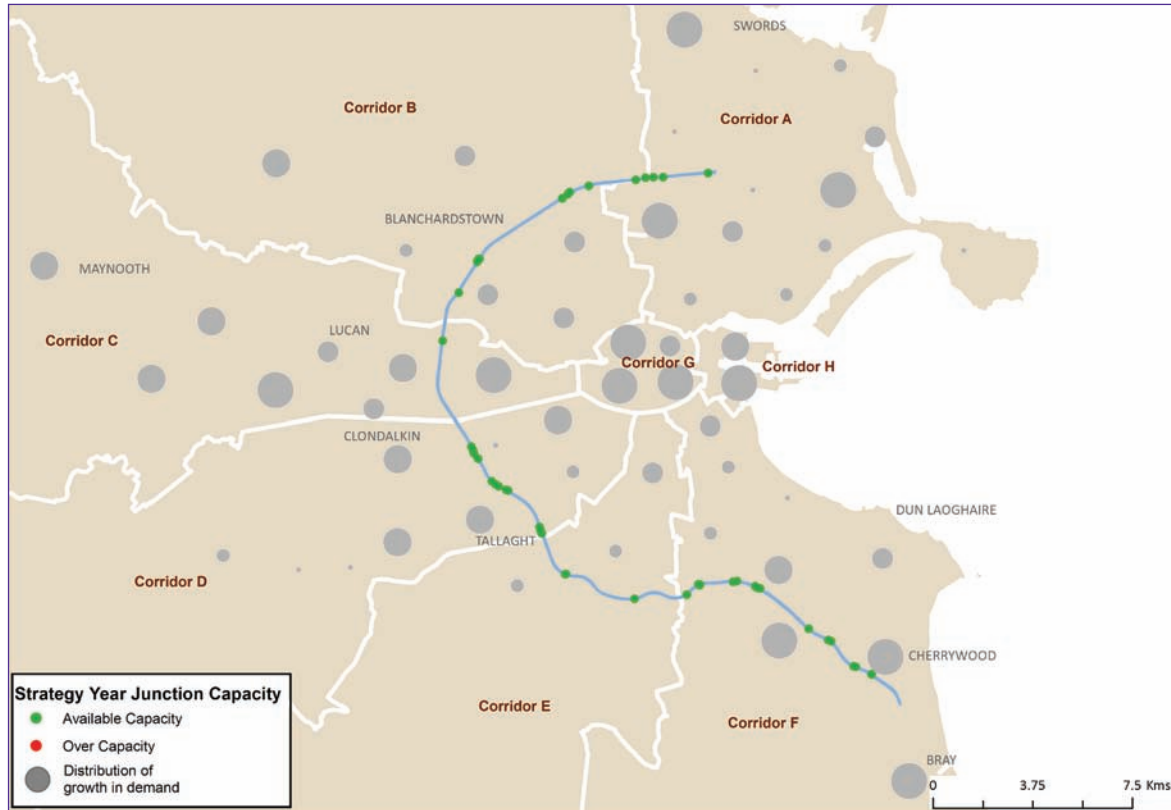 SWORDS
Corridor B
Corridor A
BLANCHARDSTOWN
MAYNOOTH
LUCAN
Corridor C
Corridor G
Corridor H
CLONDALKIN
DUN LAOGHAIRE
TALLAGHT
Corridor D
CHERRYWOOD
Corridor E
Corridor F
BRAY
Strategy Year Junction Capacity
Available Capacity
Over Capacity
Distribution of
growth in demand
0 3.75 7.5 Kms